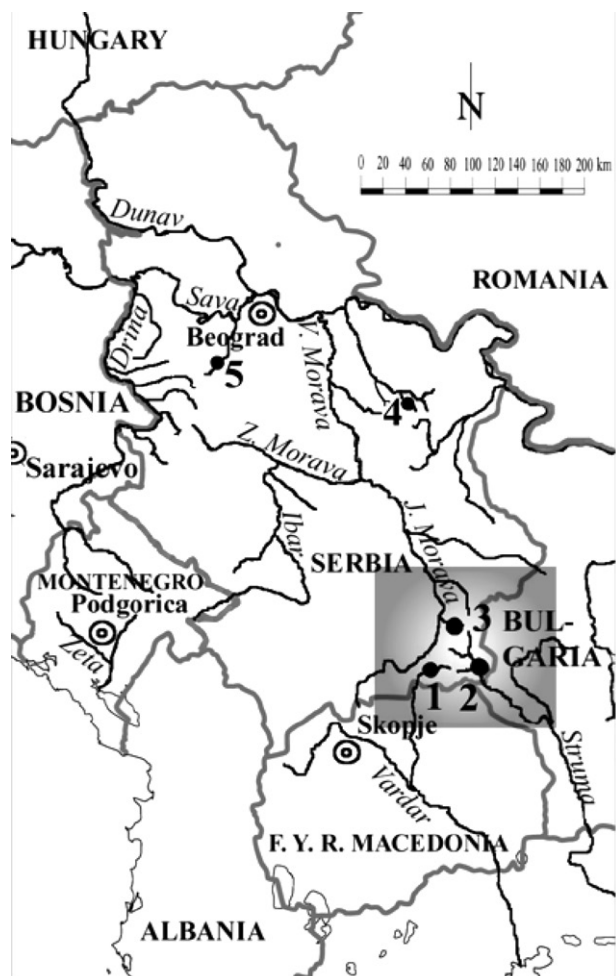 HUNGARY
N
0 20 40 60 80 100 120 140 160 180 200 km
Dunav
ROMANIA
Sava
Beograd
Drina
V. Morava
5
4
BOSNIA
Z. Morava
Sarajevo
Ibar
J. Morava
SERBIA
MONTENEGRO
Podgorica
3
BUL-
GARIA
Zeta
1
2
Skopje
Struma
Vardar
F. Y. R. MACEDONIA
ALBANIA